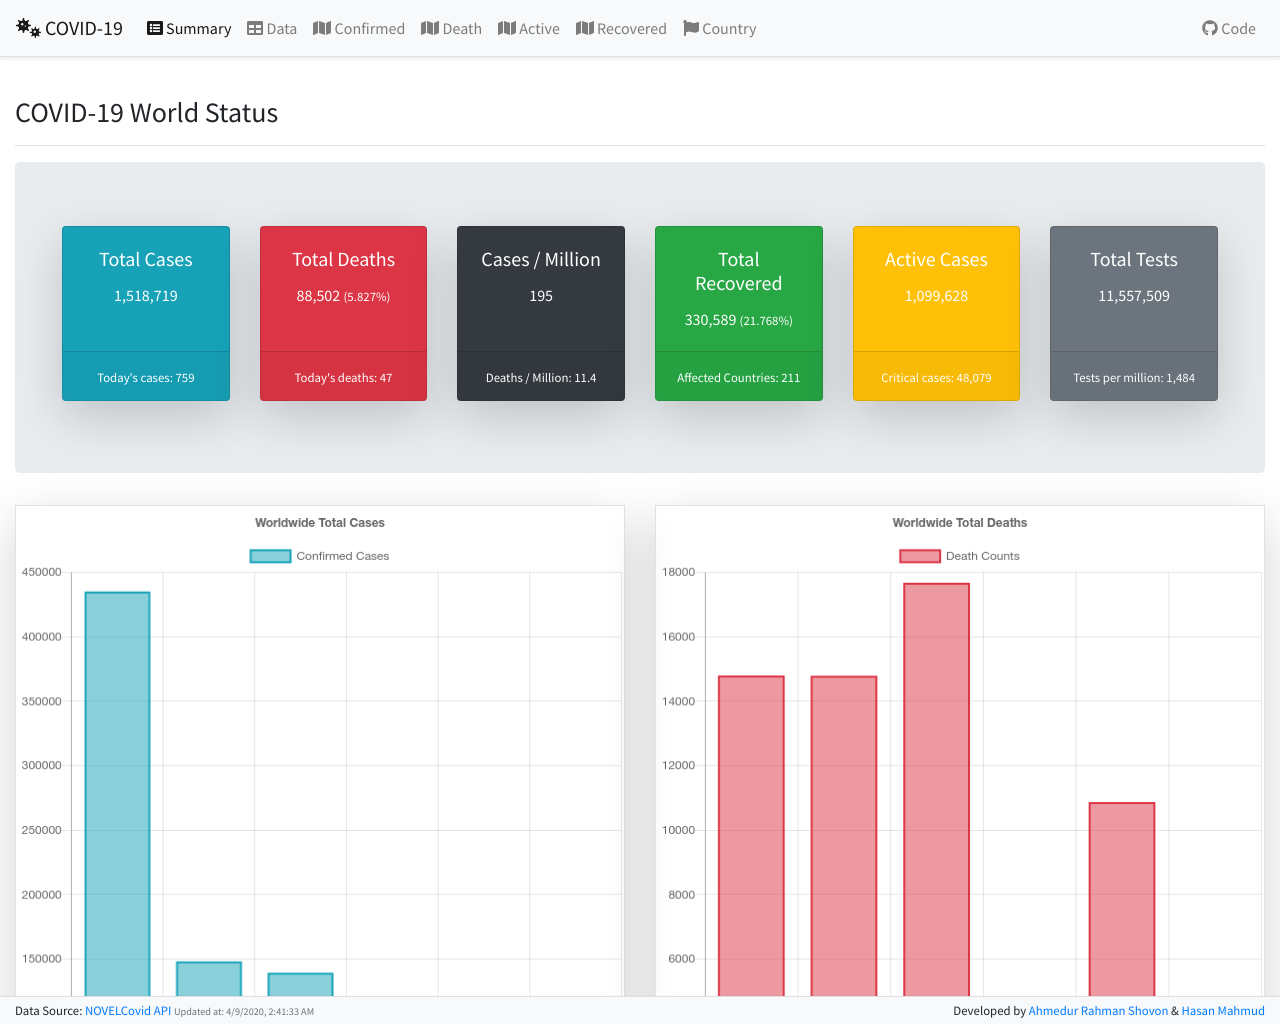 COVID-19 Summary Data Confirmed Death Active Recovered Country Code
COVID-19 World Status
Total Cases
1,518,719
Today's cases: 759
Total Deaths
88,502 (5.827%)
Today's deaths: 47
Cases / Million
195
Deaths / Million: 11.4
Total
Recovered
330,589 (21.768%)
Affected Countries: 211
Active Cases
1,099,628
Critical cases: 48,079
Total Tests
11,557,509
Tests per million: 1,484
Worldwide Total Cases
Confirmed Cases
450000
400000
350000
300000
250000
200000
150000
Worldwide Total Deaths
Death Counts
18000
16000
14000
12000
10000
8000
6000
Data Source: NOVELCovid API Updated at: 4/9/2020, 2:41:33 AM
Developed by Ahmedur Rahman Shovon & Hasan Mahmud